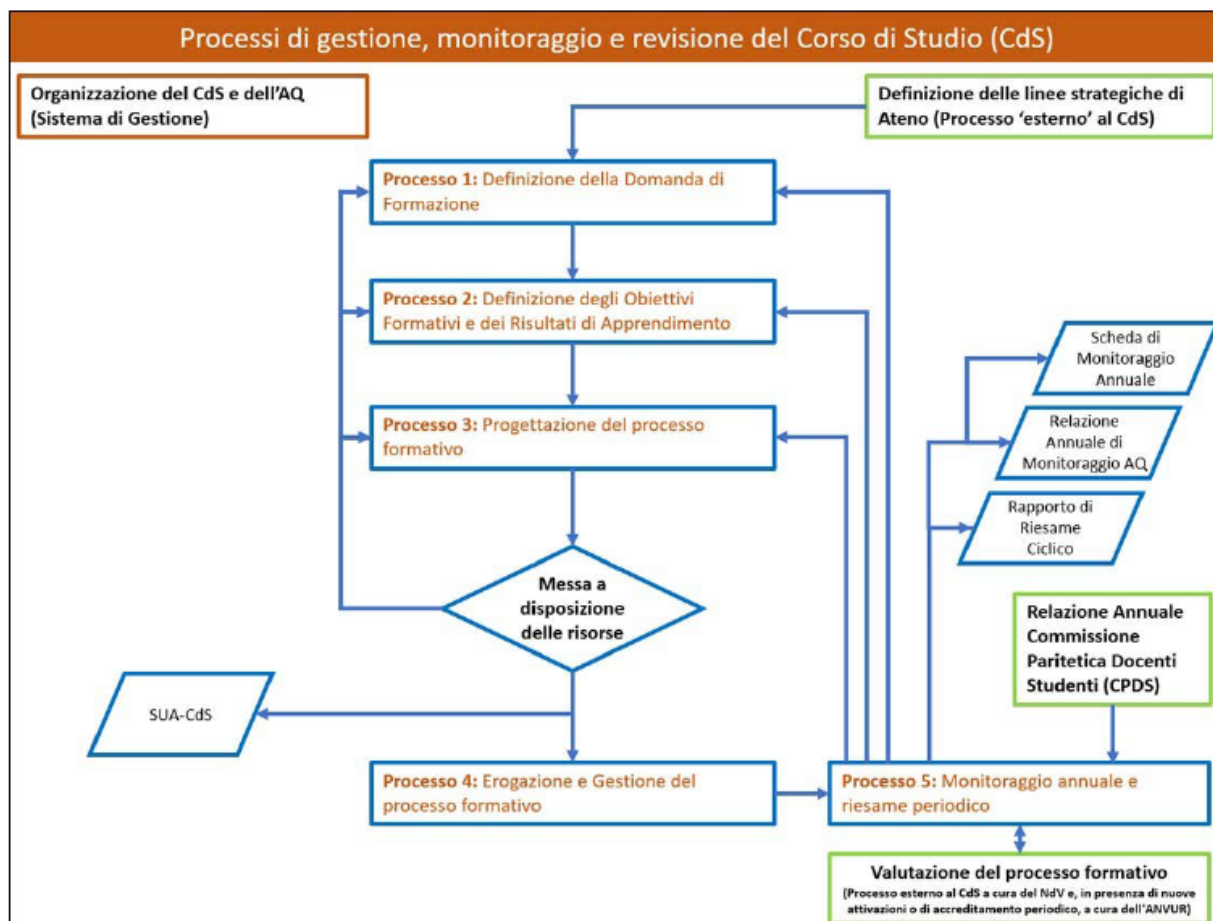 Processi di gestione, monitoraggio e revisione del Corso di Studio (CdS)
Organizzazione del CdS e dell'AQ
(Sistema di Gestione)
Definizione delle linee strategiche di
Ateno (Processo 'esterno' al CdS)
Processo 1: Definizione della Domanda di
Formazione
Processo 2: Definizione degli Obiettivi
Formativi e dei Risultati di Apprendimento
Scheda di
Monitoraggio
Annuale
Processo 3: Progettazione del processo
formativo
Relazione
Annuale di
Monitoraggio AQ
Rapporto di
Riesame
Ciclico
Messa a
disposizione
delle risorse
Relazione Annuale
Commissione
Paritetica Docenti
Studenti (CPDS)
SUA-CdS
Processo 4: Erogazione e Gestione del
processo formativo
Processo 5: Monitoraggio annuale e
riesame periodico
Valutazione del processo formativo
(Processo esterno al CdS a cura del NdV e, in presenza di nuove
attivazioni o di accreditamento periodico, a cura dell'ANVUR)